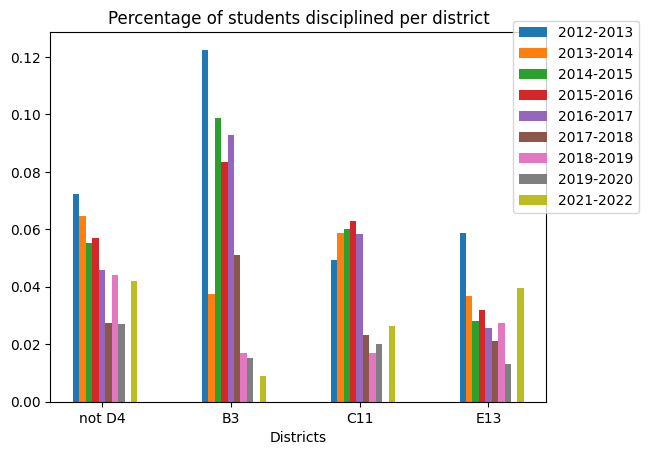 Percentage of students disciplined per district
2012-2013
2013-2014
2014-2015
2015-2016
2016-2017
2017-2018
2018-2019
2019-2020
2021-2022
0.12
0.10
0.08
0.06
0.04
0.02
0.00
not D4
B3
C11
E13
Districts